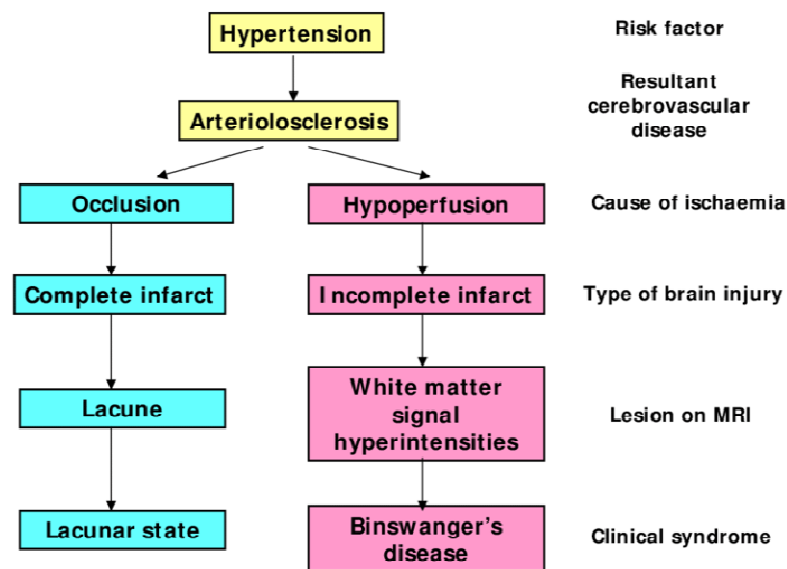 Hypertension
Risk factor
Arteriolosclerosis
Resultant
cerebrovascular
disease
Occlusion
Hypoperfusion
Cause of ischaemia
Complete infarct
Incomplete infarct
Type of brain injury
Lacune
White matter
signal
hyperintensities
Lesion on MRI
Lacunar state
Binswanger's
disease
Clinical syndrome